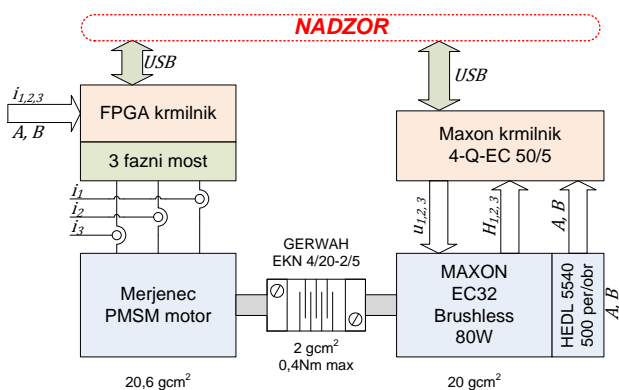 NADZOR
USB
USB
i1,2,3
A, B
FPGA krmilnik
3 fazni most
Maxon krmilnik
4-Q-EC 50/5
i1
i2
i3
u1,2,3
H1,2,3
A, B
GERWAH
EKN 4/20-2/5
Merjenec
PMSM motor
MAXON
EC32
Brushless
80W
HEDL 5540
500 per/obr
A, B
2 gcm²
0,4Nm max
20,6 gcm²
20 gcm²